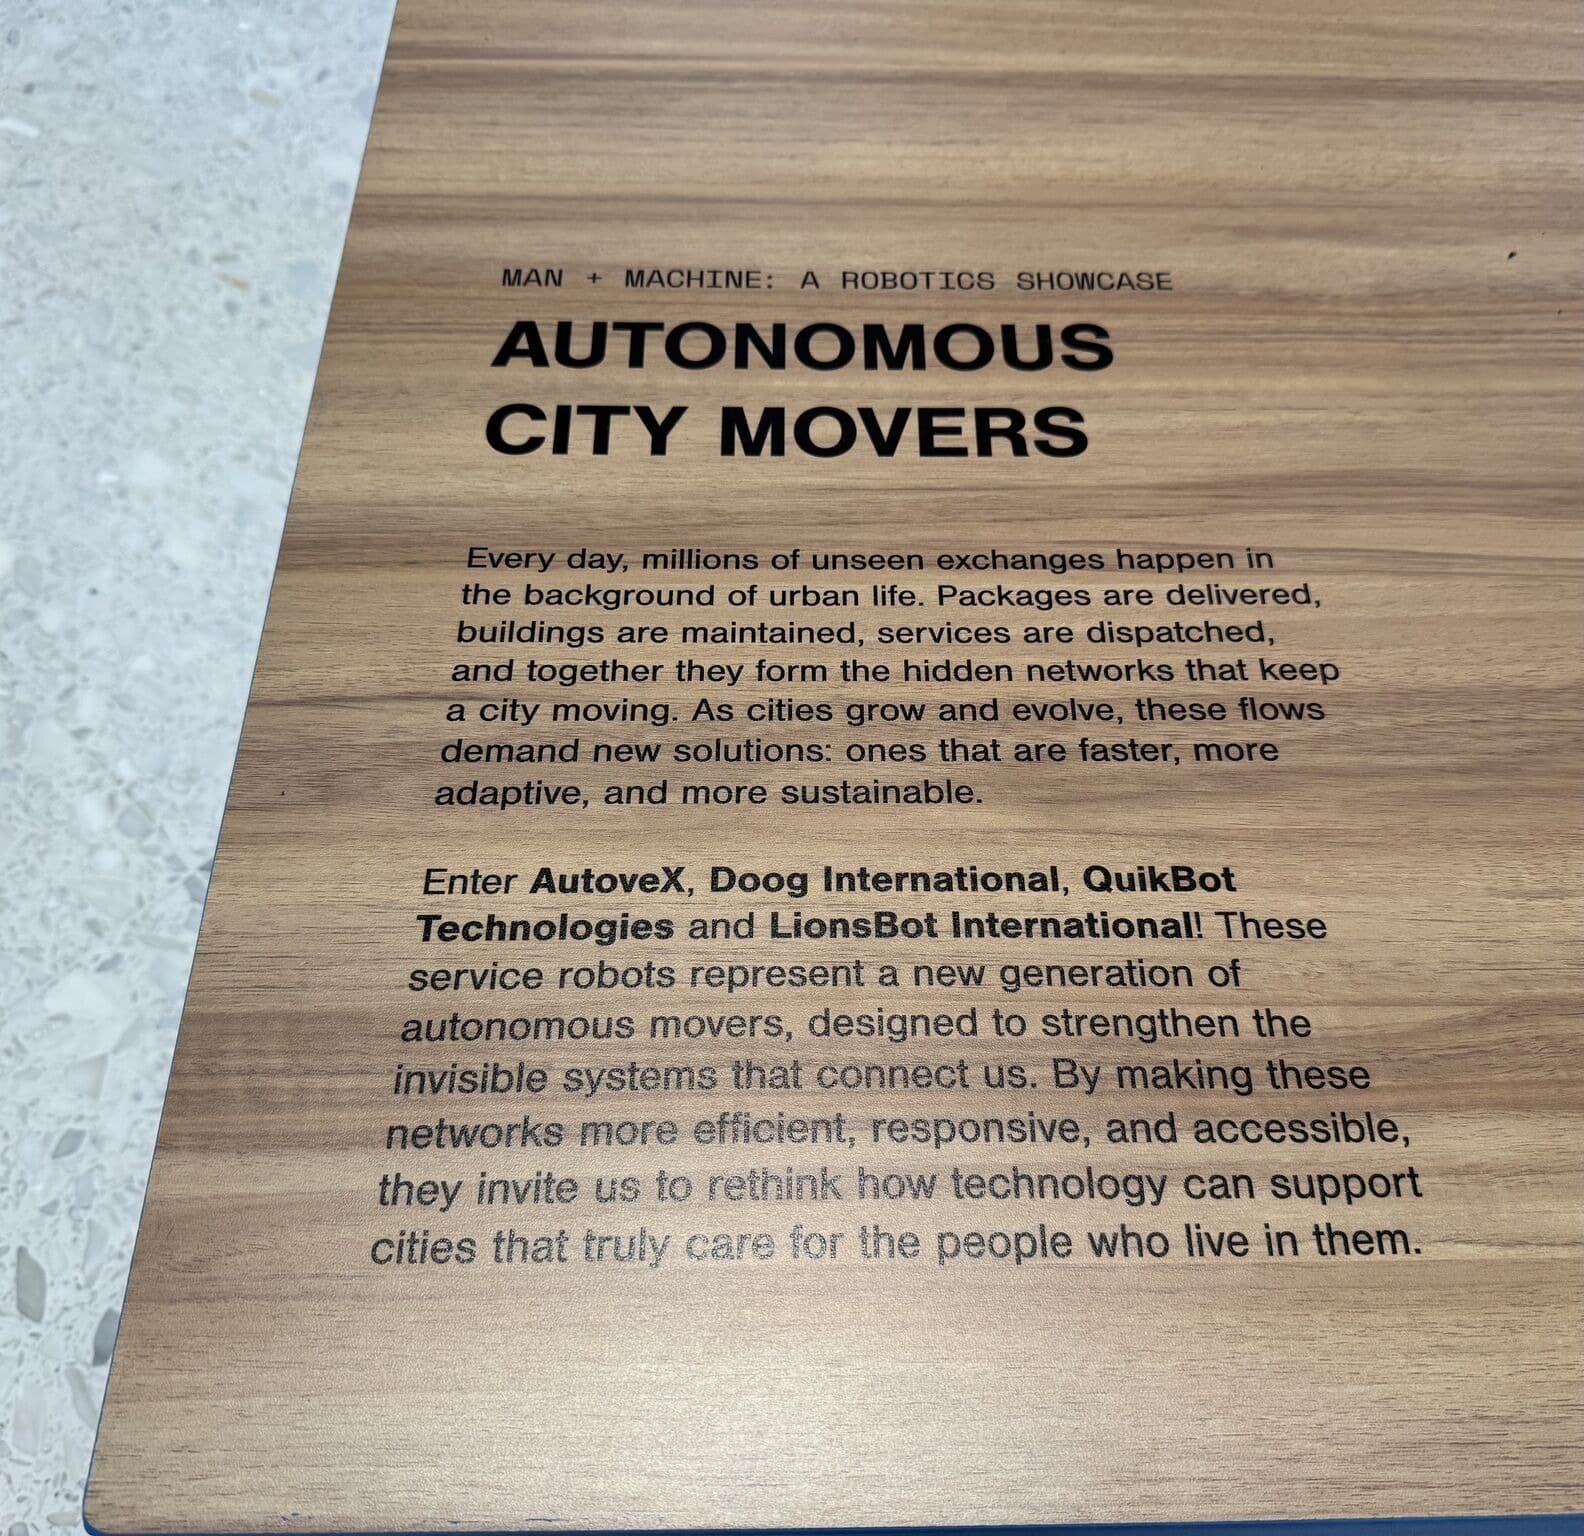 MAN + MACHINE: A ROBOTICS SHOWCASE
AUTONOMOUS
CITY MOVERS
Every day, millions of unseen exchanges happen in
the background of urban life. Packages are delivered,
buildings are maintained, services are dispatched,
and together they form the hidden networks that keep
a city moving. As cities grow and evolve, these flows
demand new solutions: ones that are faster, more
adaptive, and more sustainable.
Enter AutoveX, Doog International, QuikBot
Technologies and LionsBot International! These
service robots represent a new generation of
autonomous movers, designed to strengthen the
invisible systems that connect us. By making these
networks more efficient, responsive, and accessible,
they invite us to rethink how technology can support
cities that truly care for the people who live in them.